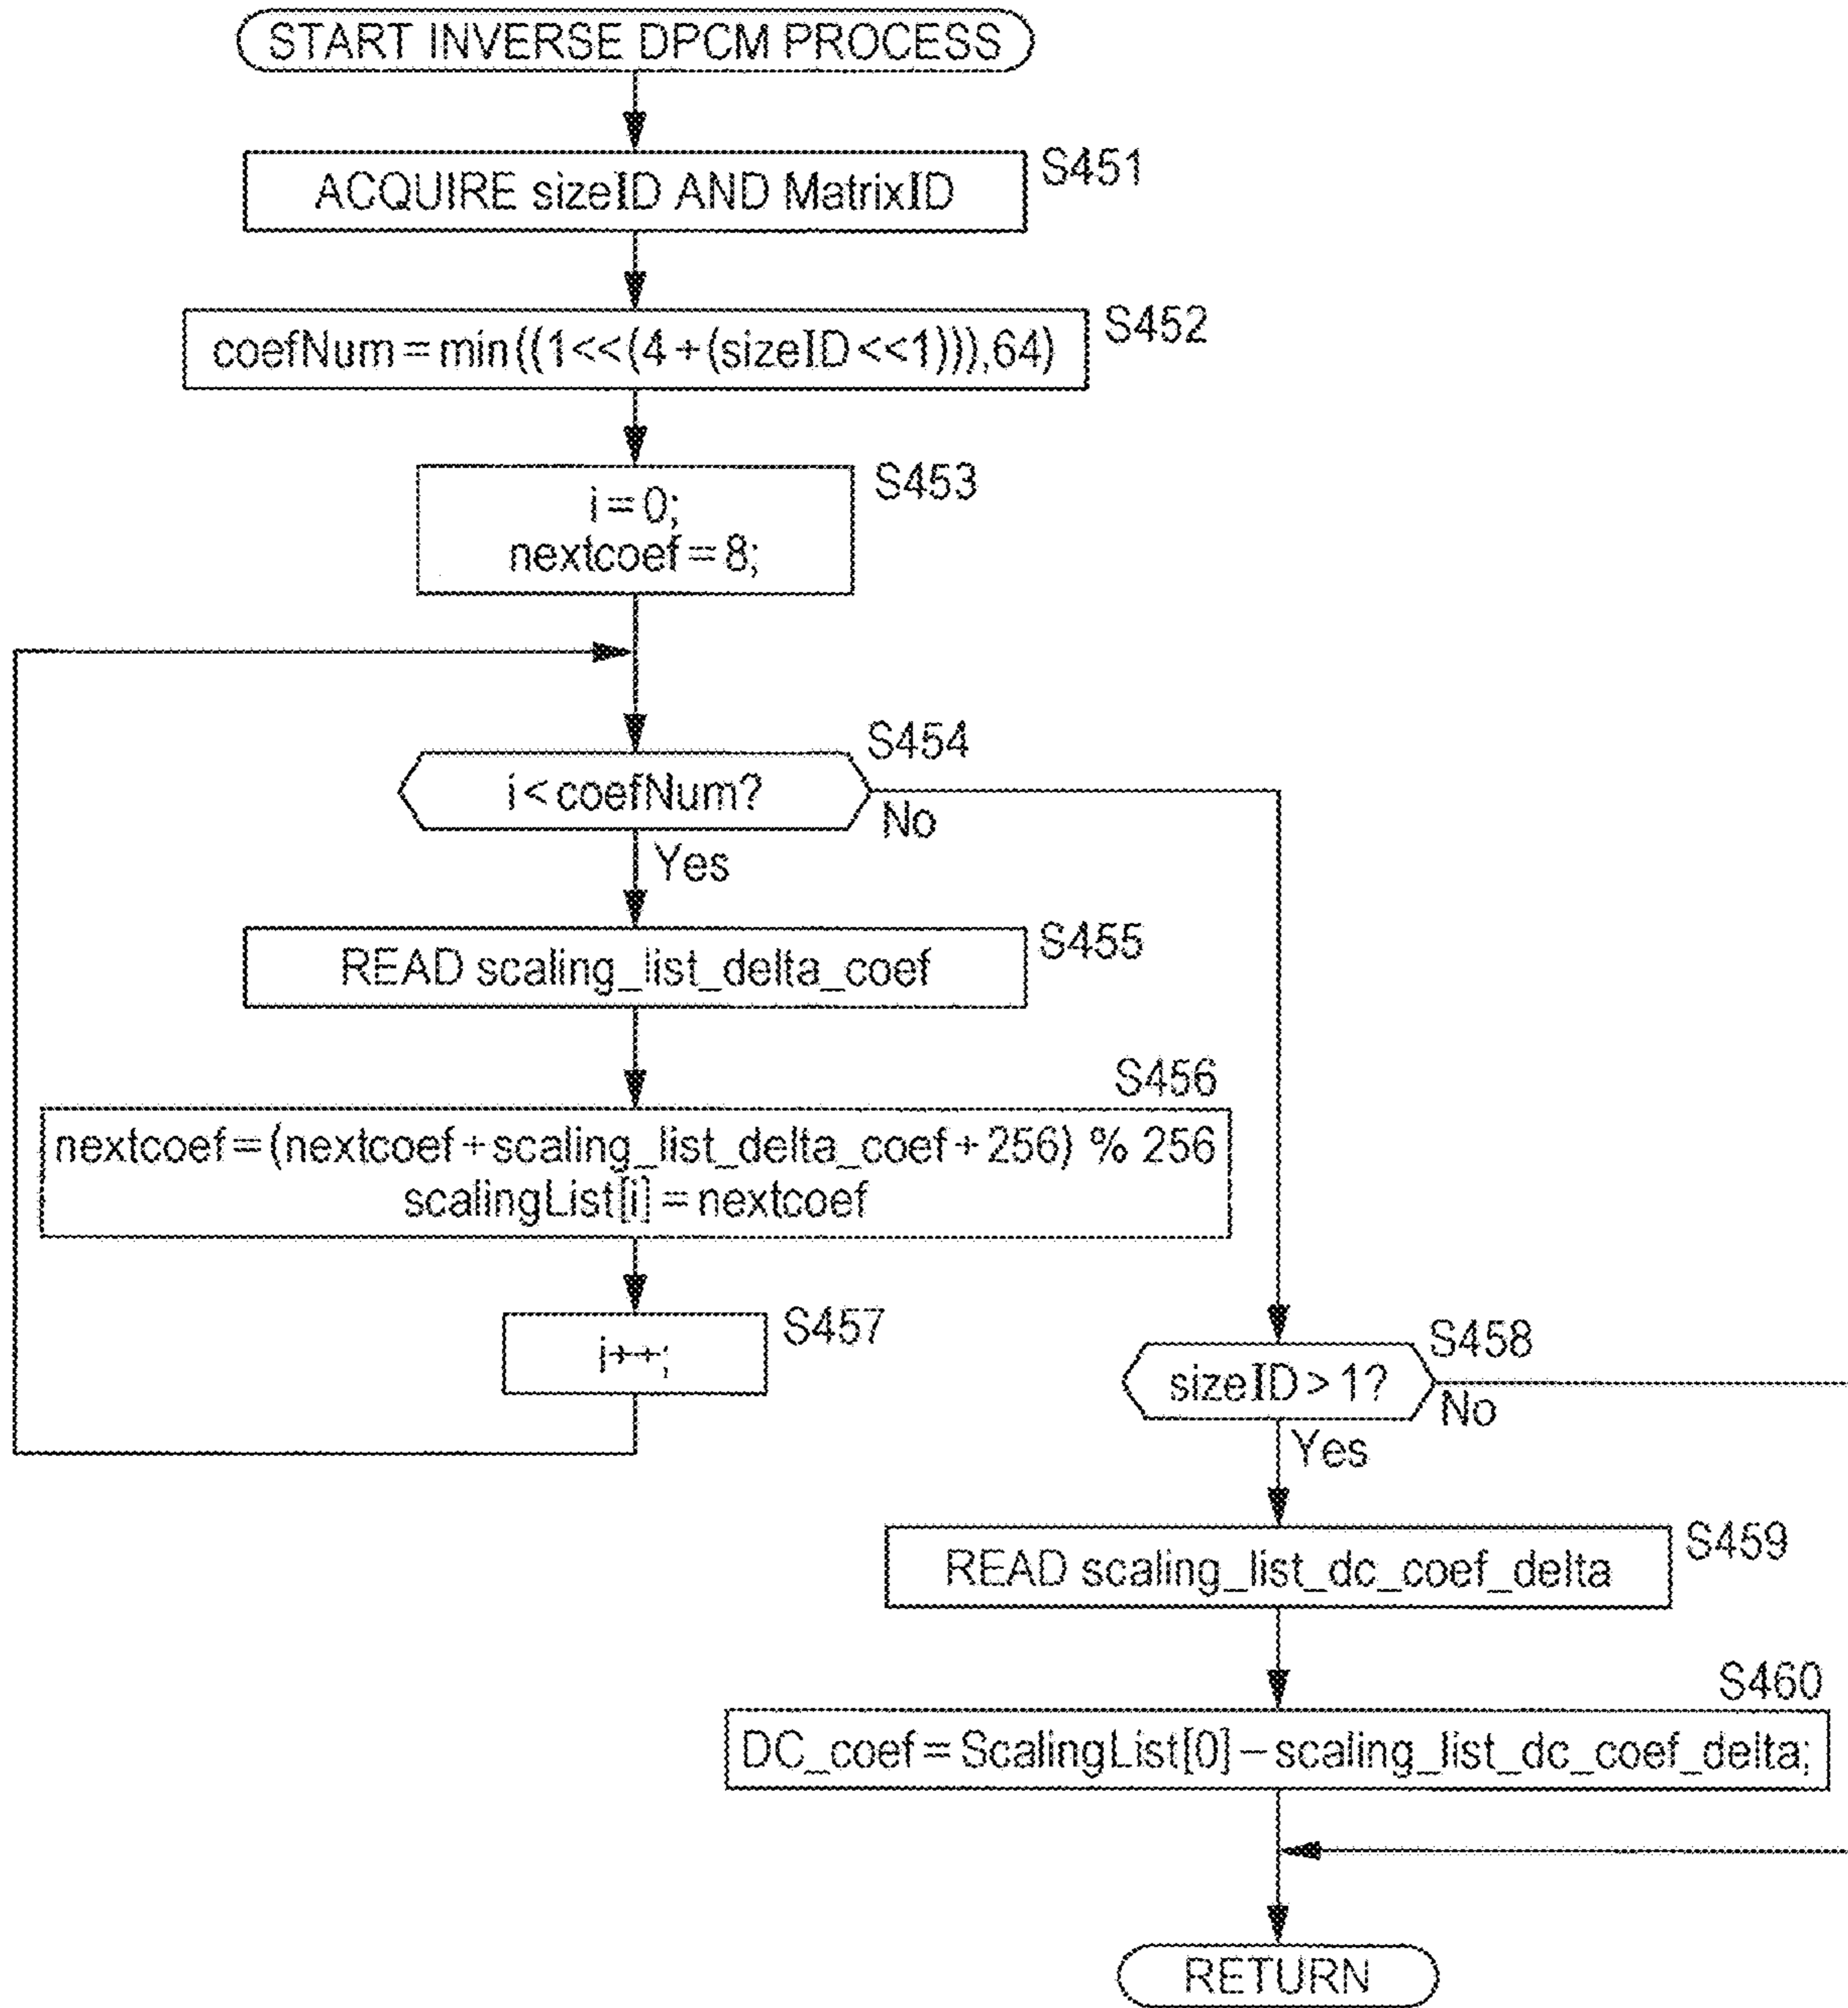 START INVERSE DPCM PROCESS
ACQUIRE sizeID AND MatrixID
S451
coefNum=min((1<<(4+(sizeID<<1))),64)
S452
i=0;
nextcoef=8;
S453
i<coefNum?
S454
No
Yes
READ scaling_list_delta_coef
S455
S456
nextcoef=(nextcoef+scaling_list_delta_coef+256) % 256
scalingList[i]=nextcoef
i++;
S457
sizeID>1?
S458
No
Yes
READ scaling_list_dc_coef_delta
S459
S460
DC_coef=ScalingList[0]−scaling_list_dc_coef_delta;
RETURN